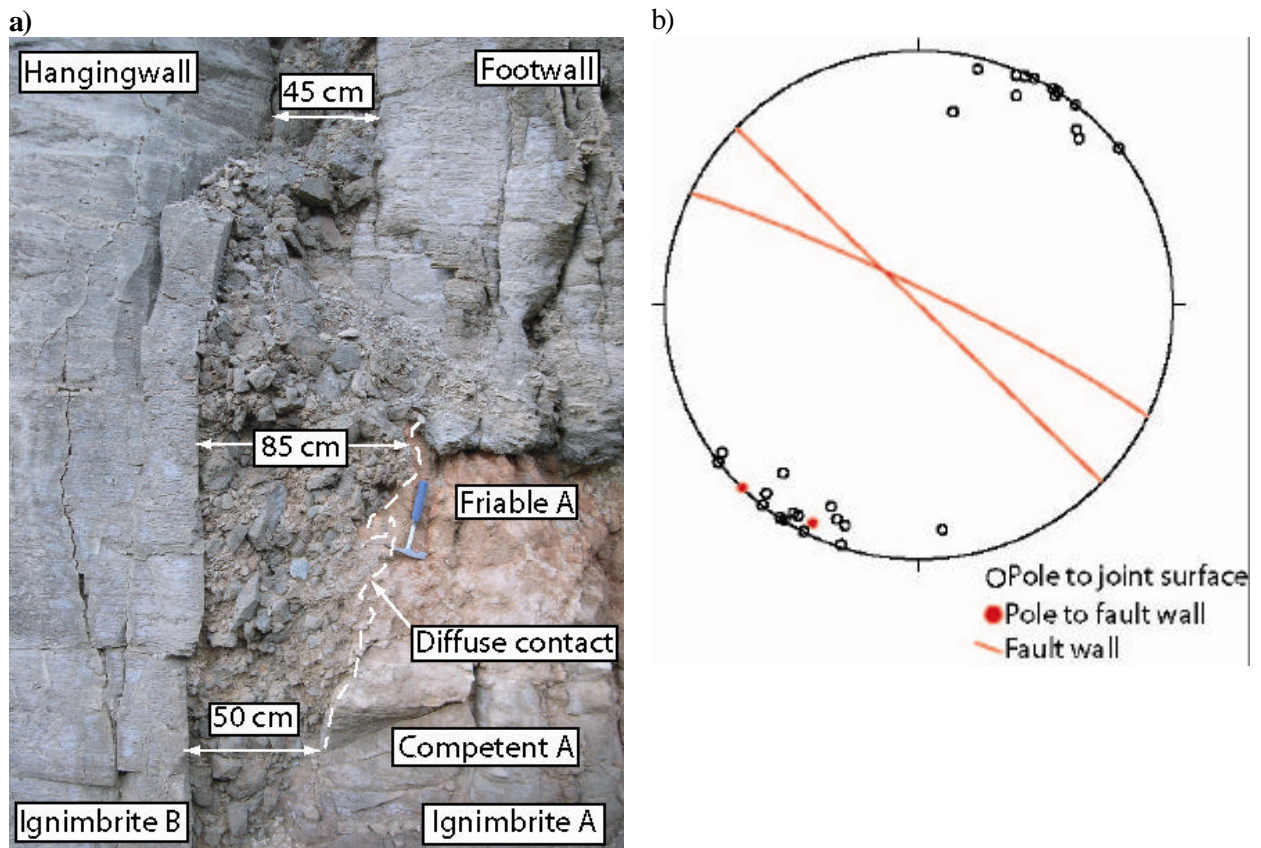 a)
Hangingwall
Footwall
45 cm
85 cm
Friable A
Diffuse contact
50 cm
Competent A
Ignimbrite B
Ignimbrite A
b)
Pole to joint surface
Pole to fault wall
Fault wall